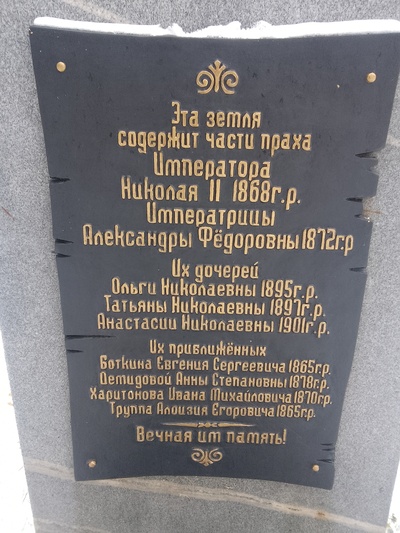 Эта земля
содержит части праха
Императора
Николая II 1868г.р.
Императрицы
Александры Фёдоровны 1872г.р
Их дочерей
Ольги Николаевны 1895г.р.
Татьяны Николаевны 1897г.р.
Анастасии Николаевны 1901г.р.
Их приближённых
Боткина Евгения Сергеевича 1865г.р.
Демидовой Анны Степановны 1878г.р.
Харитонова Ивана Михайловича 1870г.р.
Труппа Алоизия Егоровича 1865г.р.
Вечная им память!